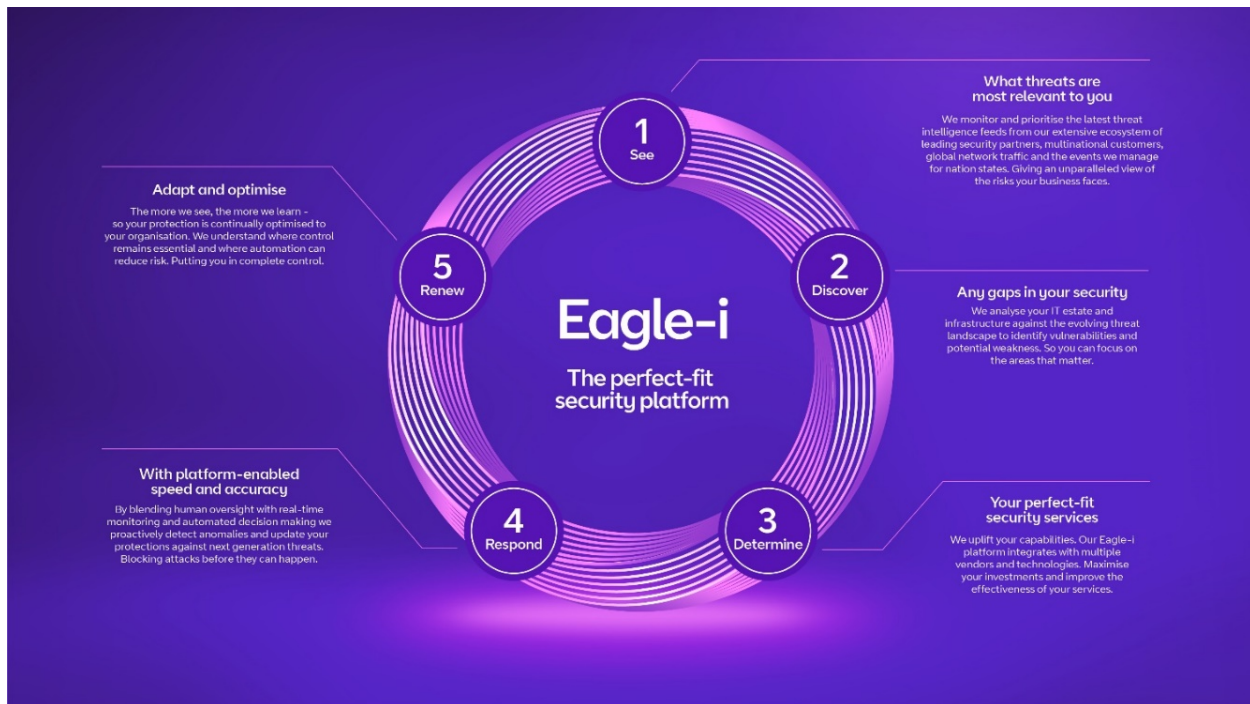 1
See
What threats are
most relevant to you
We monitor and prioritise the latest threat
intelligence feeds from our extensive ecosystem of
leading security partners, multinational customers,
global network traffic and the events we manage
for nation states. Giving an unparalleled view of
the risks your business faces.
2
Discover
Any gaps in your security
We analyse your IT estate and
infrastructure against the evolving threat
landscape to identify vulnerabilities and
potential weakness. So you can focus on
the areas that matter.
3
Determine
Your perfect-fit
security services
We uplift your capabilities. Our Eagle-i
platform integrates with multiple
vendors and technologies. Maximise
your investments and improve the
effectiveness of your services.
4
Respond
With platform-enabled
speed and accuracy
By blending human oversight with real-time
monitoring and automated decision making we
proactively detect anomalies and update your
protections against next generation threats.
Blocking attacks before they can happen.
5
Renew
Adapt and optimise
The more we see, the more we learn -
so your protection is continually optimised to
your organisation. We understand where control
remains essential and where automation can
reduce risk. Putting you in complete control.
Eagle-i
The perfect-fit
security platform